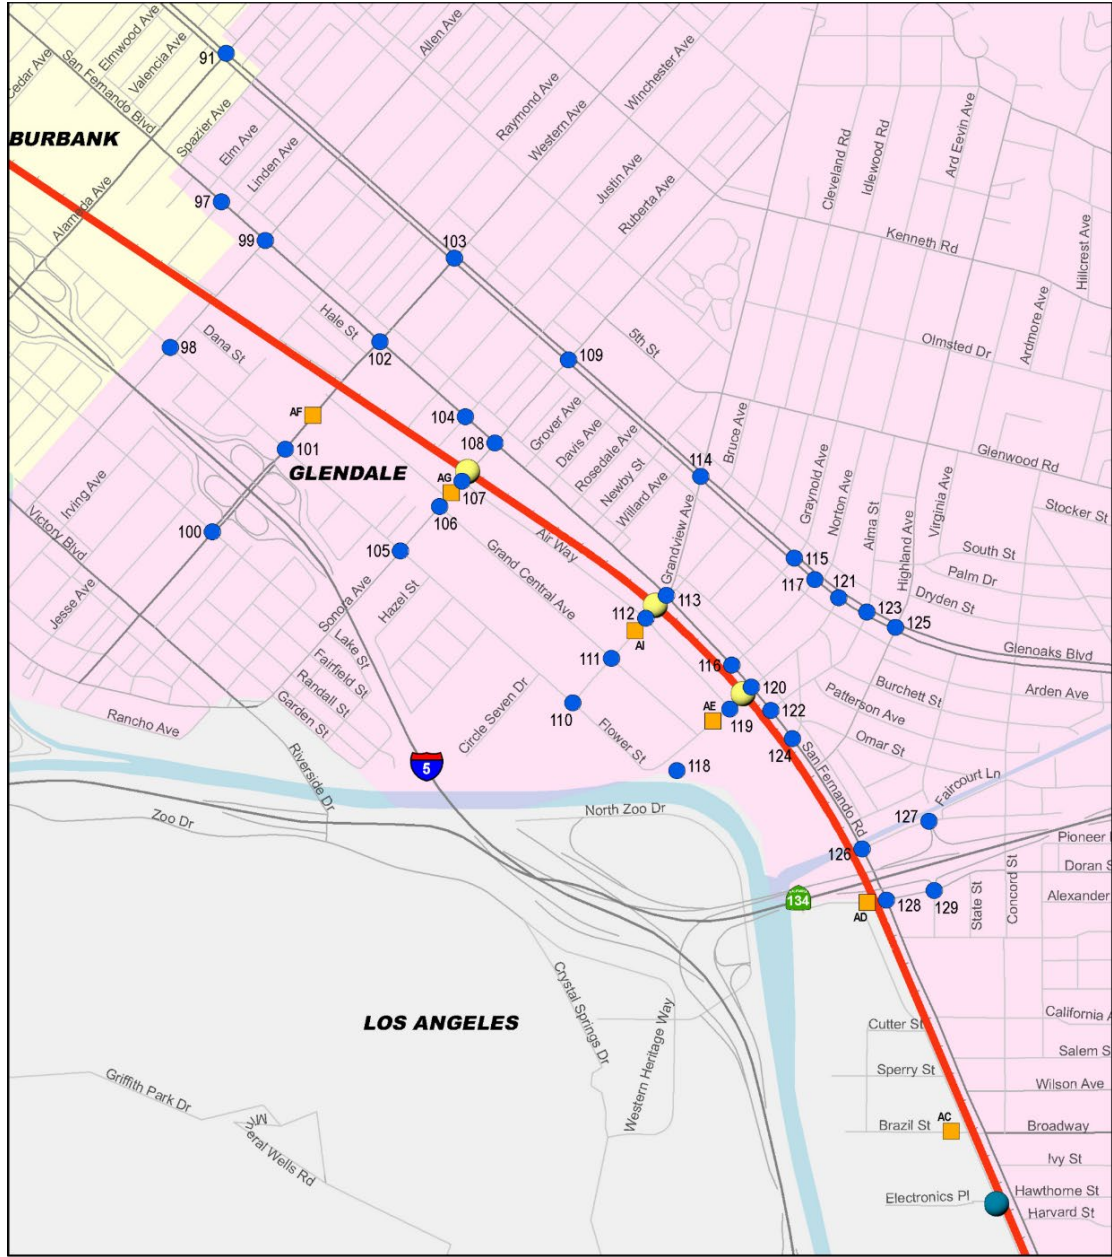 Cedar Ave
Elmwood Ave
Valencia Ave
San Fernando Blvd
91
Allen Ave
Winchester Ave
Raymond Ave
Western Ave
Spazier Ave
Elm Ave
Linden Ave
BURBANK
Alameda Ave
Justin Ave
Ruberta Ave
Cleveland Rd
Idlewood Rd
Ard Eevin Ave
97
99
103
Kenneth Rd
Hillcrest Ave
98
Dana St
Hale St
102
109
5th St
Olmsted Dr
Ardmore Ave
AF
104
108
Grover Ave
Davis Ave
Rosedale Ave
Newby St
Willard Ave
Bruce Ave
101
GLENDALE
AG
107
106
114
Glenwood Rd
Irving Ave
Victory Blvd
100
105
Air Way
Grand Central Ave
Grandview Ave
Graynold Ave
Norton Ave
Alma St
Highland Ave
Virginia Ave
Stocker St
South St
Palm Dr
Dryden St
Jesse Ave
Sonora Ave
Hazel St
115
117
121
123
125
113
112
AI
111
Lake St
Fairfield St
Randall St
Garden St
Glenoaks Blvd
Arden Ave
116
120
122
124
AE
119
Burchett St
Patterson Ave
Omar St
Rancho Ave
110
Circle Seven Dr
Flower St
118
5
Riverside Dr
San Fernando Rd
Faircourt Ln
Zoo Dr
North Zoo Dr
127
126
Doran S
134
AD
128
129
State St
Concord St
Alexander
Crystal Springs Dr
Western Heritage Way
LOS ANGELES
Cutter St
California A
Salem S
Sperry St
Wilson Ave
Griffith Park Dr
eral Wells Rd
AC
Brazil St
Broadway
Ivy St
Electronics Pl
Hawthorne St
Harvard St